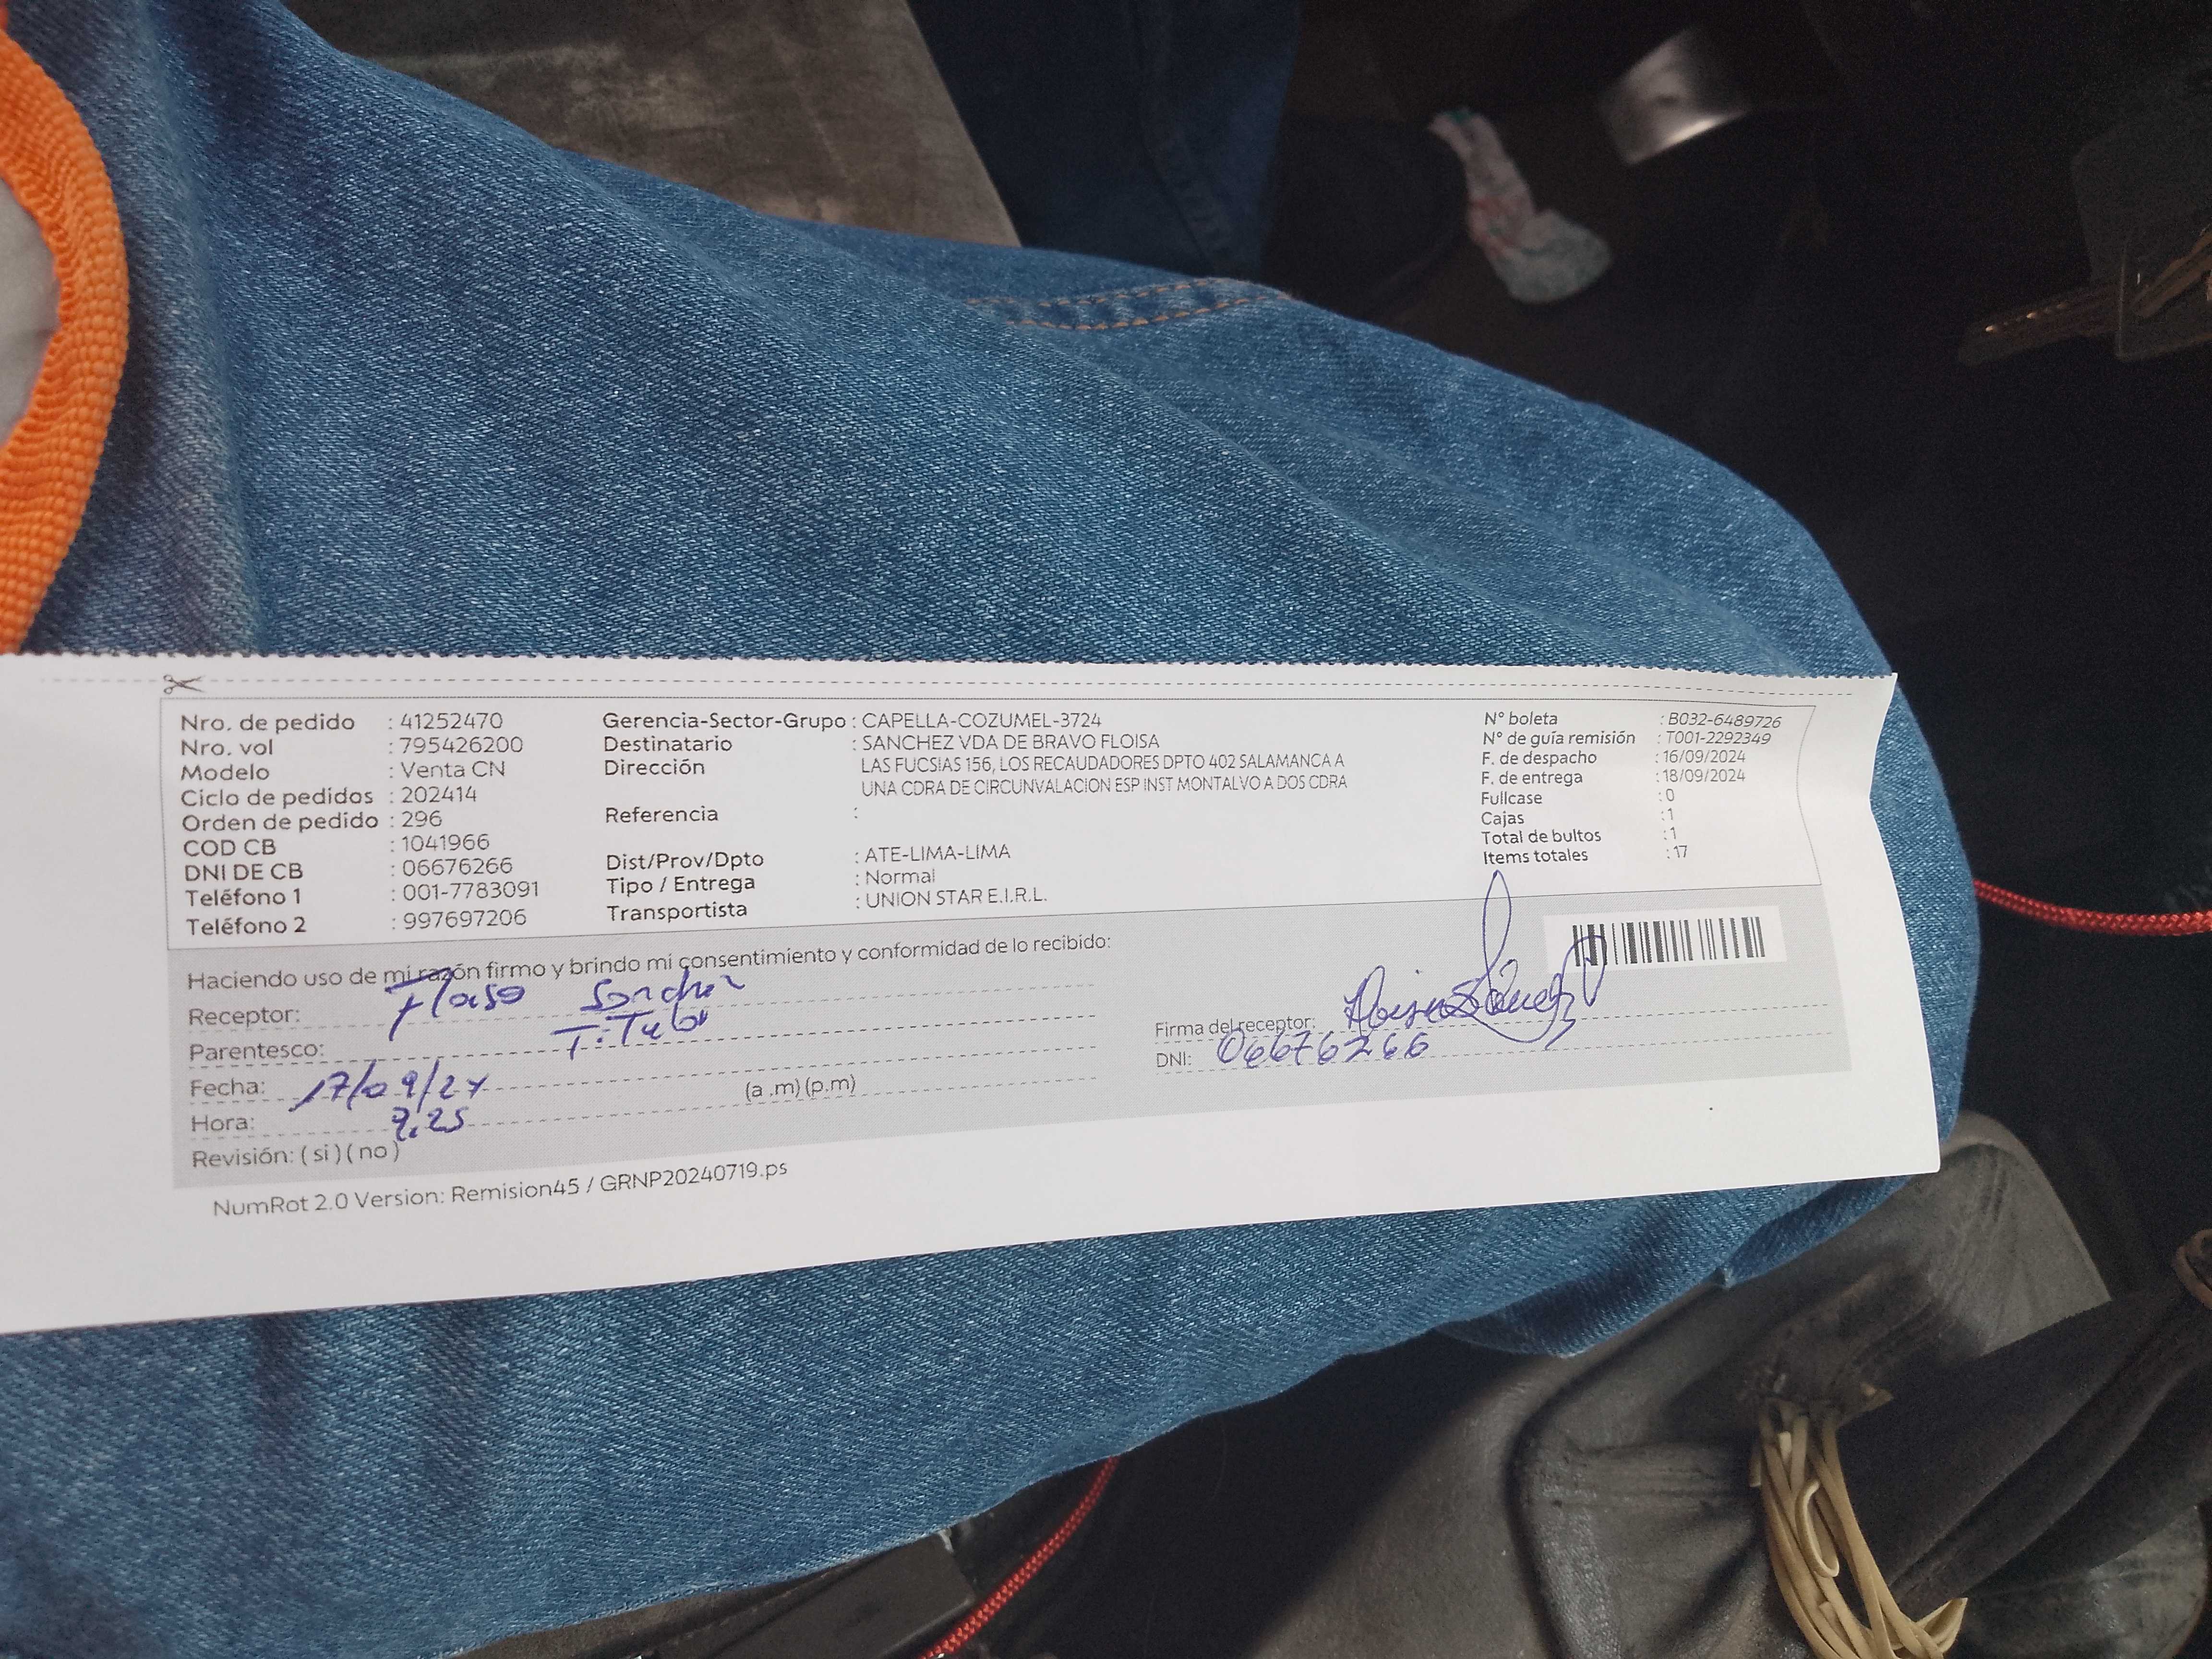 Nro. de pedido : 41252470
Nro. vol : 795426200
Modelo : Venta CN
Ciclo de pedidos : 202414
Orden de pedido : 296
COD CB : 1041966
DNI DE CB : 06676266
Teléfono 1 : 001-7783091
Teléfono 2 : 997697206
Gerencia-Sector-Grupo : CAPELLA-COZUMEL-3724
Destinatario : SANCHEZ VDA DE BRAVO FLOISA
Dirección LAS FUCSIAS 156, LOS RECAUDADORES DPTO 402 SALAMANCA A
UNA CDRA DE CIRCUNVALACION ESP INST MONTALVO A DOS CDRA
Referencia :
Dist/Prov/Dpto : ATE-LIMA-LIMA
Tipo / Entrega : Normal
Transportista : UNION STAR E.I.R.L.
N° boleta : B032-6489726
N° de guía remisión : T001-2292349
F. de despacho : 16/09/2024
F. de entrega : 18/09/2024
Fullcase : 0
Cajas : 1
Total de bultos : 1
Items totales : 17
Haciendo uso de mi razón firmo y brindo mi consentimiento y conformidad de lo recibido:
Receptor:
Parentesco:
Fecha: 17/09/24
Hora: 9.25 (a .m) (p.m)
Revisión: ( si ) ( no )
Firma del receptor:
DNI: 06676266
NumRot 2.0 Version: Remision45 / GRNP20240719.ps